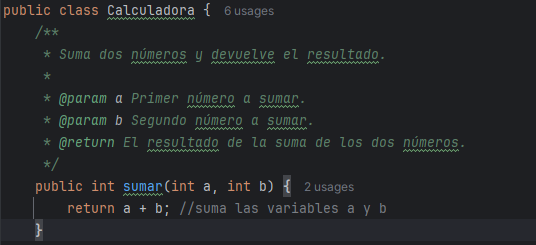 public class Calculadora { 6 usages
/**
* Suma dos números y devuelve el resultado.
*
* @param a Primer número a sumar.
* @param b Segundo número a sumar.
* @return El resultado de la suma de los dos números.
*/
public int sumar(int a, int b) { 2 usages
return a + b; //suma las variables a y b
}